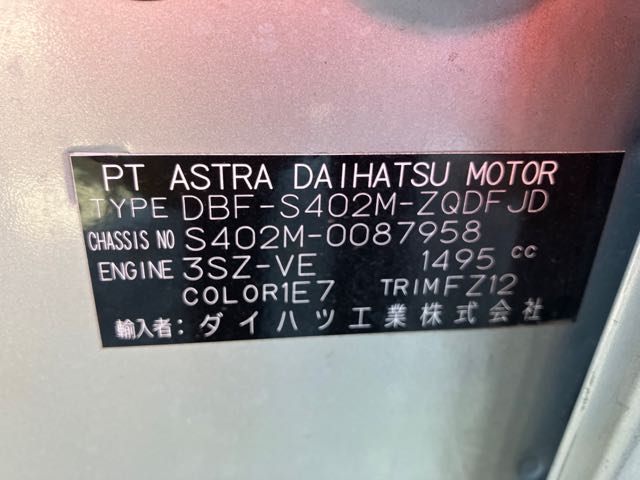 PT ASTRA DAIHATSU MOTOR
TYPE DBF-S402M-ZQDFJD
CHASSIS NO S402M-0087958
ENGINE 3SZ-VE 1495 cc
COLOR 1E7 TRIM FZ12
輸入者: ダイハツ工業株式会社